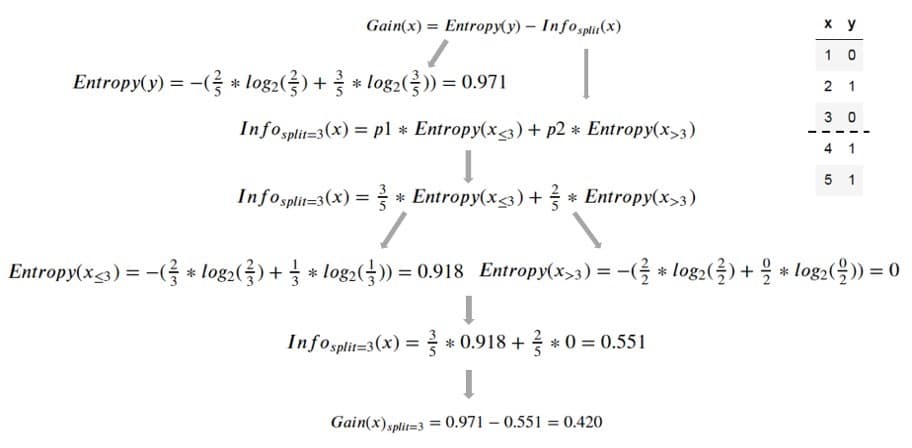 Gain(x) = Entropy(y) − Info_split(x)
x y
1 0
2 1
3 0
4 1
5 1
Entropy(y) = −(2/5 * log₂(2/5) + 3/5 * log₂(3/5)) = 0.971
Info_split=3(x) = p1 * Entropy(x≤3) + p2 * Entropy(x>3)
Info_split=3(x) = 3/5 * Entropy(x≤3) + 2/5 * Entropy(x>3)
Entropy(x≤3) = −(2/3 * log₂(2/3) + 1/3 * log₂(1/3)) = 0.918 Entropy(x>3) = −(2/2 * log₂(2/2) + 0/2 * log₂(0/2)) = 0
Info_split=3(x) = 3/5 * 0.918 + 2/5 * 0 = 0.551
Gain(x)_split=3 = 0.971 − 0.551 = 0.420